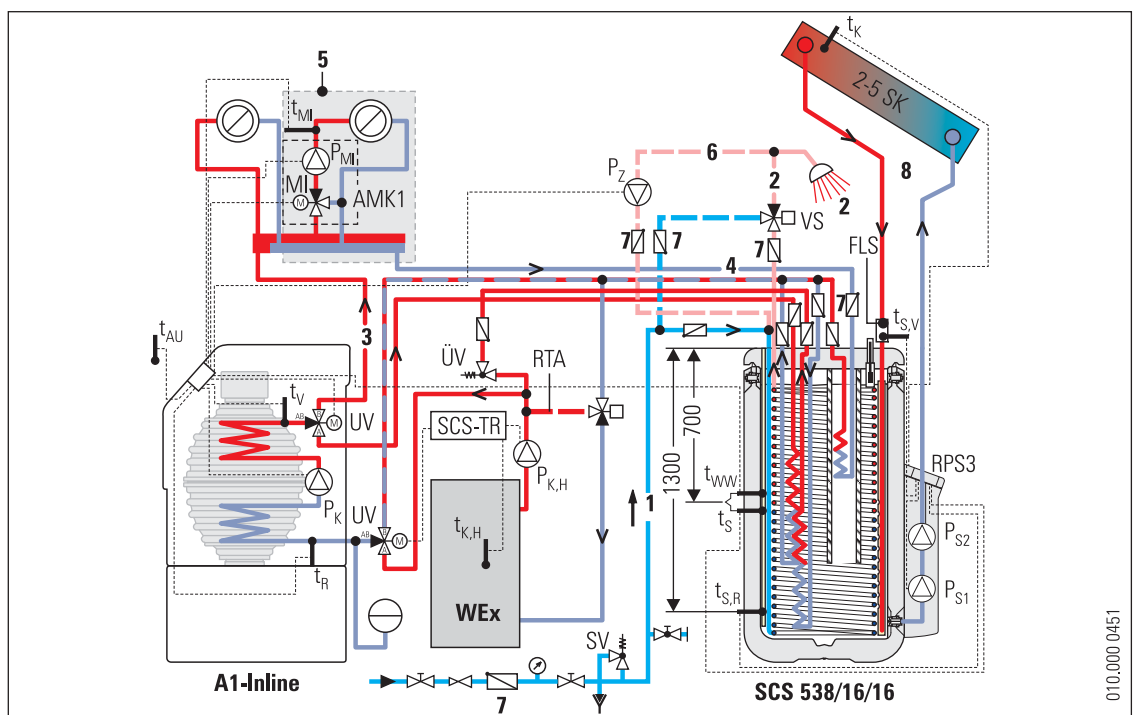 5
t_K
2-5 SK
t_MI
P_MI
MI
M
AMK1
6
P_Z
2
2
VS
8
7
7
7
FLS
4
7
t_S,V
3
t_AU
ÜV
RTA
t_V
B
AB
A
M
UV
SCS-TR
P_K,H
700
1300
t_WW
t_S
RPS3
P_K
UV
AB
B
A
M
t_K,H
1
P_S2
t_R
P_S1
WEx
t_S,R
SV
A1-Inline
7
SCS 538/16/16
010.000 0451